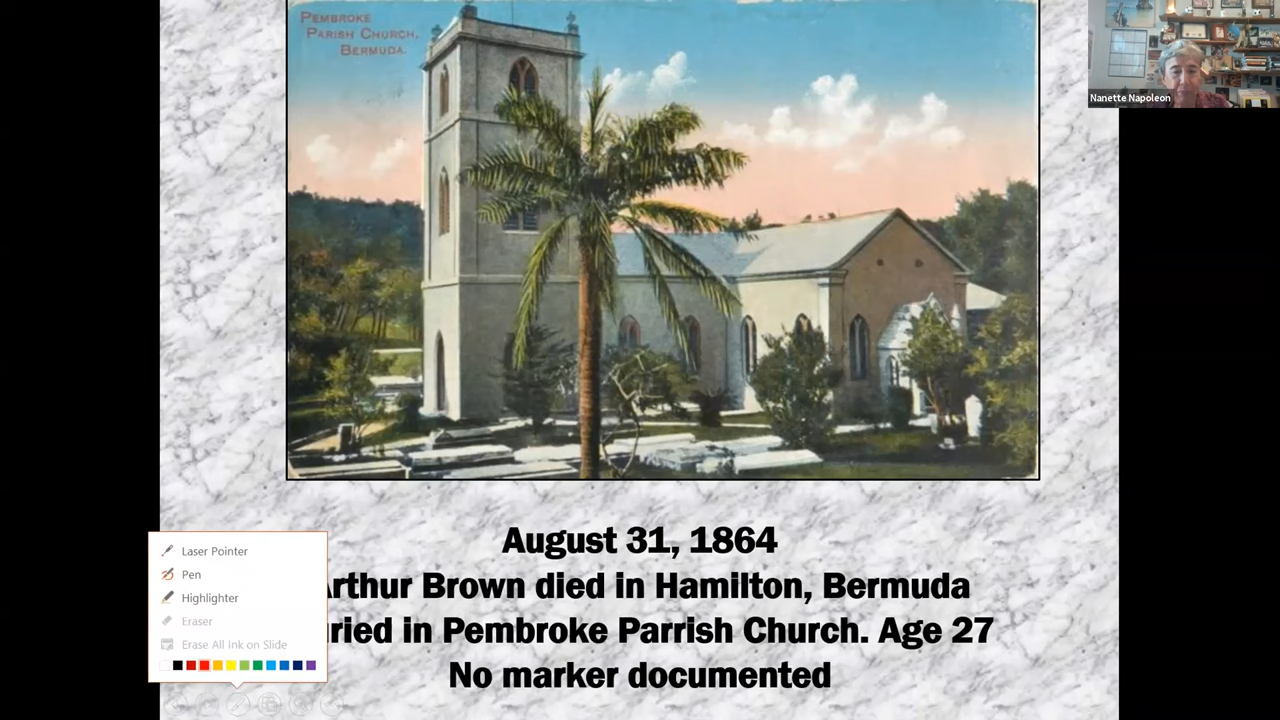 PEMBROKE
PARISH CHURCH,
BERMUDA.
Nanette Napoleon
August 31, 1864
Arthur Brown died in Hamilton, Bermuda
ried in Pembroke Parrish Church. Age 27
No marker documented
Laser Pointer
Pen
Highlighter
Eraser
Erase All Ink on Slide